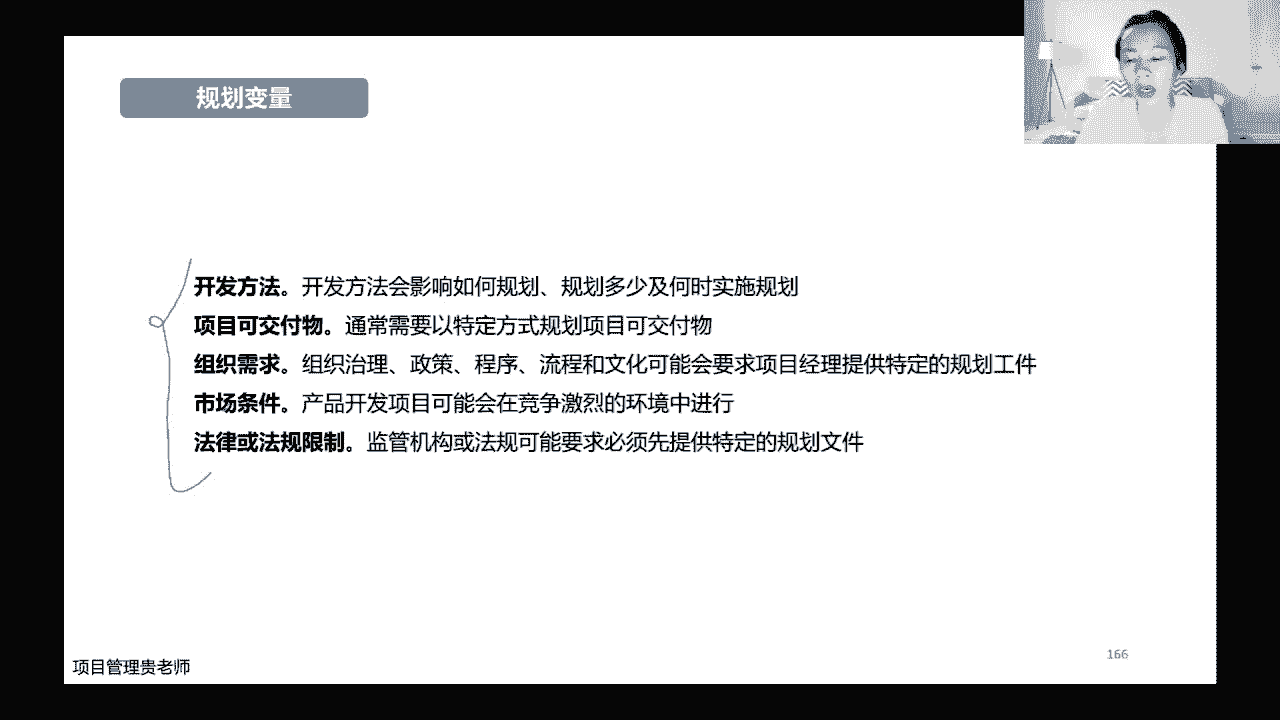 规划变量
开发方法。开发方法会影响如何规划、规划多少及何时实施规划
项目可交付物。通常需要以特定方式规划项目可交付物
组织需求。组织治理、政策、程序、流程和文化可能会要求项目经理提供特定的规划工件
市场条件。产品开发项目可能会在竞争激烈的环境中进行
法律或法规限制。监管机构或法规可能要求必须先提供特定的规划文件
166
项目管理贵老师